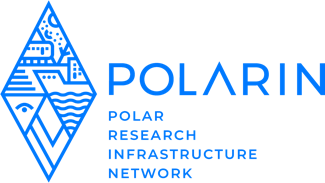 POLARIN
POLAR
RESEARCH
INFRASTRUCTURE
NETWORK